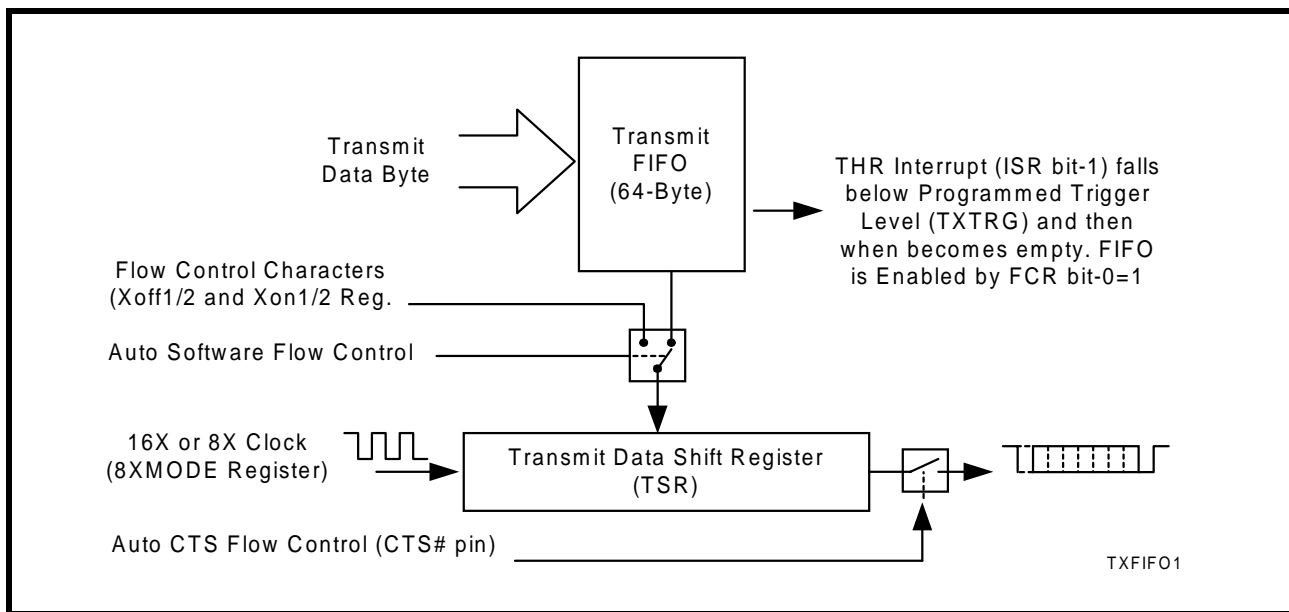 Transmit
Data Byte
Transmit
FIFO
(64-Byte)
THR Interrupt (ISR bit-1) falls
below Programmed Trigger
Level (TXTRG) and then
when becomes empty. FIFO
is Enabled by FCR bit-0=1
Flow Control Characters
(Xoff1/2 and Xon1/2 Reg.
Auto Software Flow Control
16X or 8X Clock
(8XMODE Register)
Transmit Data Shift Register
(TSR)
Auto CTS Flow Control (CTS# pin)
TXFIFO1